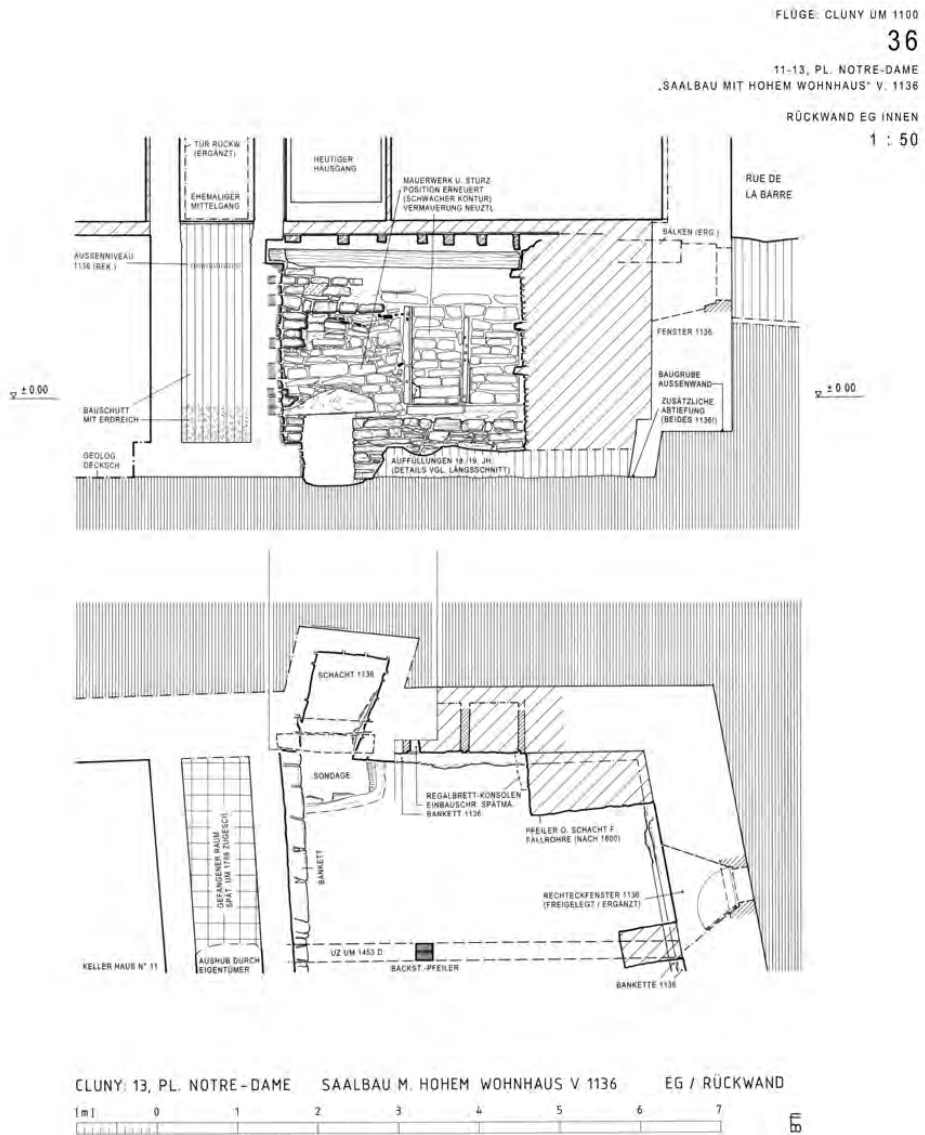 FLÜGE: CLUNY UM 1100
36
11-13, PL. NOTRE-DAME
„SAALBAU MIT HOHEM WOHNHAUS" V. 1136
RÜCKWAND EG INNEN
1 : 50
TÜR RÜCKW
(ERGÄNZT)
EHEMALIGER
MITTELGANG
HEUTIGER
HAUSGANG
MAUERWERK U. STURZ-
POSITION ERNEUERT
(SCHWACHER KONTUR)
VERMAUERUNG NEUZTL.
RUE DE
LA BARRE
BALKEN (ERG.)
AUSSENNIVEAU
1136 (REK.)
FENSTER 1136
BAUGRUBE
AUSSENWAND
± 0.00
± 0.00
ZUSÄTZLICHE
ABTIEFUNG
(BEIDES 1136!)
BAUSCHUTT
MIT ERDREICH
GEOLOG.
DECKSCH
AUFFÜLLUNGEN 18./19. JH.
(DETAILS VGL. LÄNGSSCHNITT)
SCHACHT 1136
SONDAGE
REGALBRETT-KONSOLEN
EINBAUSCHR. SPÄTMA.
BANKETT 1136
PFEILER O. SCHACHT F.
FALLROHRE (NACH 1800)
GEFANGENER RAUM
SPÄT. UM 1786 ZUGESCH.
BANKETT
RECHTECKFENSTER 1136
(FREIGELEGT / ERGÄNZT)
UZ UM 1453 D
KELLER HAUS N° 11
AUSHUB DURCH
EIGENTÜMER
BACKST.-PFEILER
BANKETTE 1136
CLUNY: 13, PL. NOTRE-DAME SAALBAU M. HOHEM WOHNHAUS V 1136 EG / RÜCKWAND
[m] 0 1 2 3 4 5 6 7